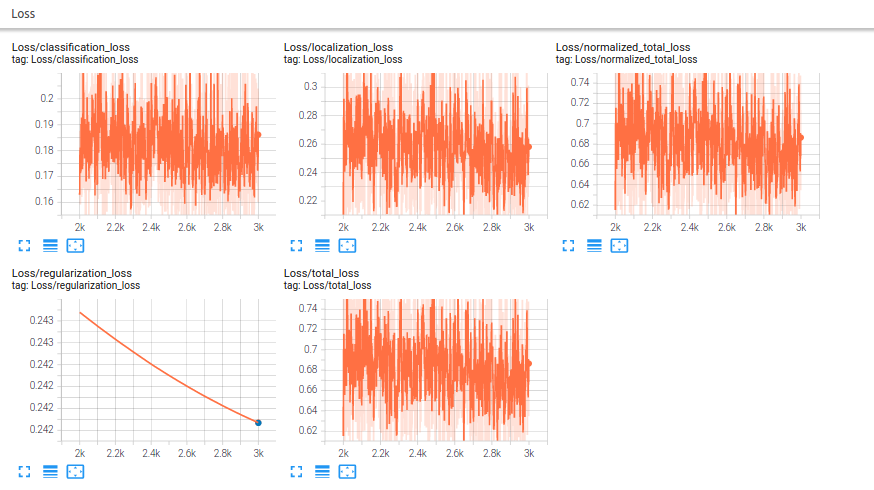 Loss
Loss/classification_loss
tag: Loss/classification_loss
0.2
0.19
0.18
0.17
0.16
2k 2.2k 2.4k 2.6k 2.8k 3k
Loss/localization_loss
tag: Loss/localization_loss
0.3
0.28
0.26
0.24
0.22
2k 2.2k 2.4k 2.6k 2.8k 3k
Loss/normalized_total_loss
tag: Loss/normalized_total_loss
0.74
0.72
0.7
0.68
0.66
0.64
0.62
2k 2.2k 2.4k 2.6k 2.8k 3k
Loss/regularization_loss
tag: Loss/regularization_loss
0.243
0.243
0.242
0.242
0.242
0.242
2k 2.2k 2.4k 2.6k 2.8k 3k
Loss/total_loss
tag: Loss/total_loss
0.74
0.72
0.7
0.68
0.66
0.64
0.62
2k 2.2k 2.4k 2.6k 2.8k 3k